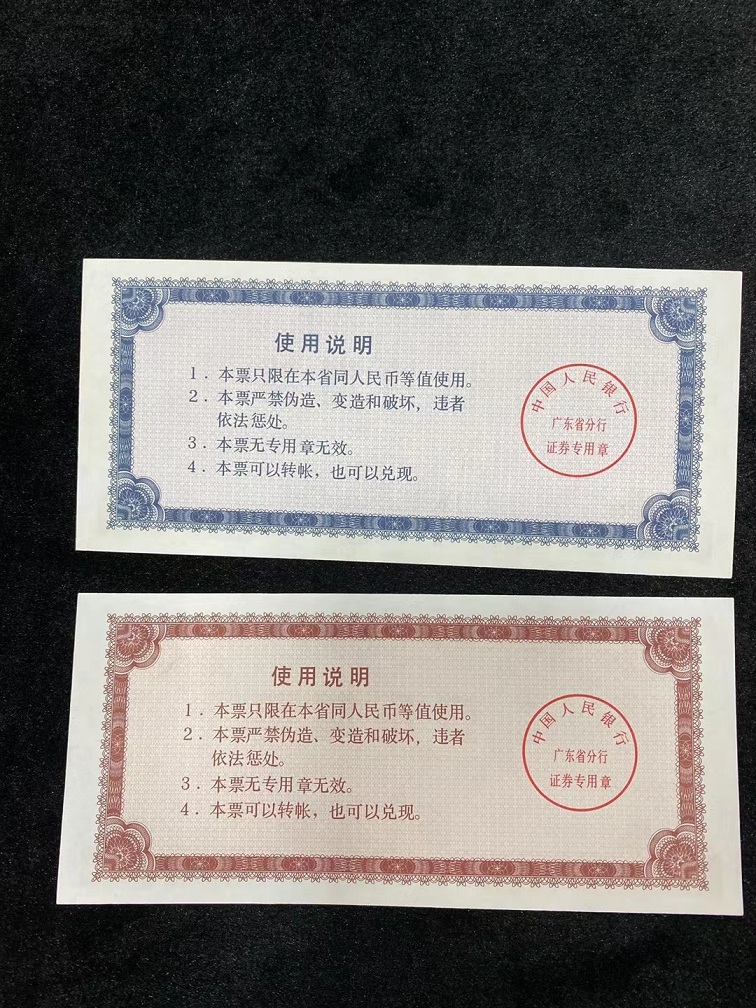 使用说明
1．本票只限在本省同人民币等值使用。
2．本票严禁伪造、变造和破坏，违者
依法惩处。
3．本票无专用章无效。
4．本票可以转帐，也可以兑现。
中国人民银行
广东省分行
证券专用章
使用说明
1．本票只限在本省同人民币等值使用。
2．本票严禁伪造、变造和破坏，违者
依法惩处。
3．本票无专用章无效。
4．本票可以转帐，也可以兑现。
中国人民银行
广东省分行
证券专用章